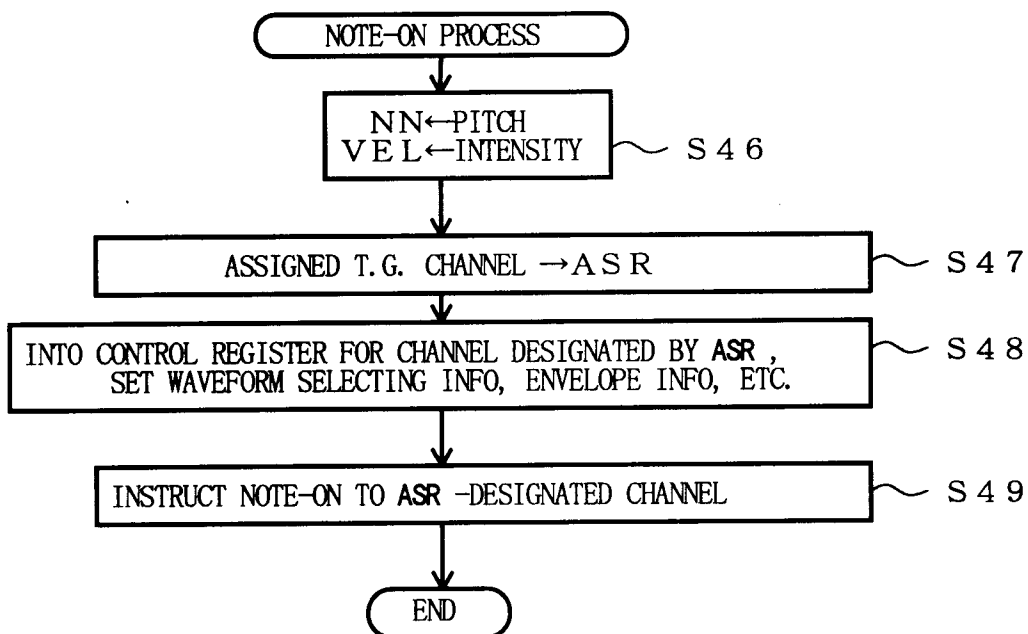 NOTE-ON PROCESS
NN←PITCH
VEL←INTENSITY
S46
ASSIGNED T.G. CHANNEL →ASR
S47
INTO CONTROL REGISTER FOR CHANNEL DESIGNATED BY ASR ,
SET WAVEFORM SELECTING INFO, ENVELOPE INFO, ETC.
S48
INSTRUCT NOTE-ON TO ASR -DESIGNATED CHANNEL
S49
END